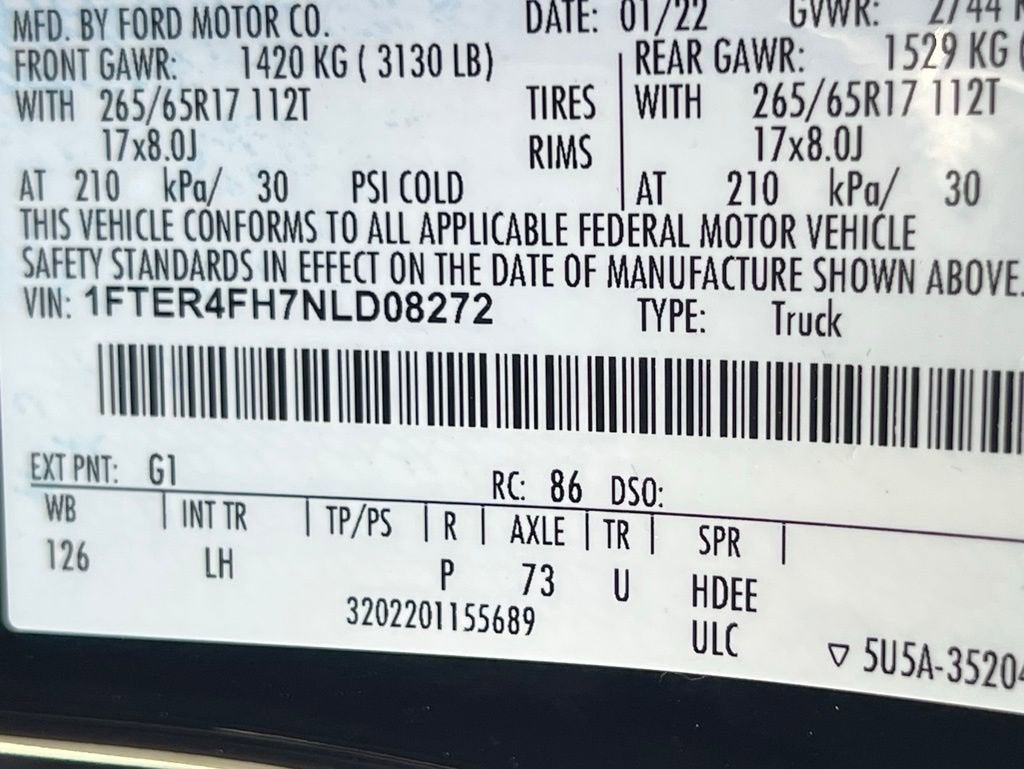 MFD. BY FORD MOTOR CO. DATE: 01/22 GVWR: 2744 K
FRONT GAWR: 1420 KG ( 3130 LB) REAR GAWR: 1529 KG (
WITH 265/65R17 112T TIRES WITH 265/65R17 112T
17x8.0J RIMS 17x8.0J
AT 210 kPa/ 30 PSI COLD AT 210 kPa/ 30
THIS VEHICLE CONFORMS TO ALL APPLICABLE FEDERAL MOTOR VEHICLE
SAFETY STANDARDS IN EFFECT ON THE DATE OF MANUFACTURE SHOWN ABOVE.
VIN: 1FTER4FH7NLD08272 TYPE: Truck
EXT PNT: G1 RC: 86 DSO:
WB INT TR TP/PS R AXLE TR SPR
126 LH P 73 U HDEE
3202201155689 ULC
5U5A-35204